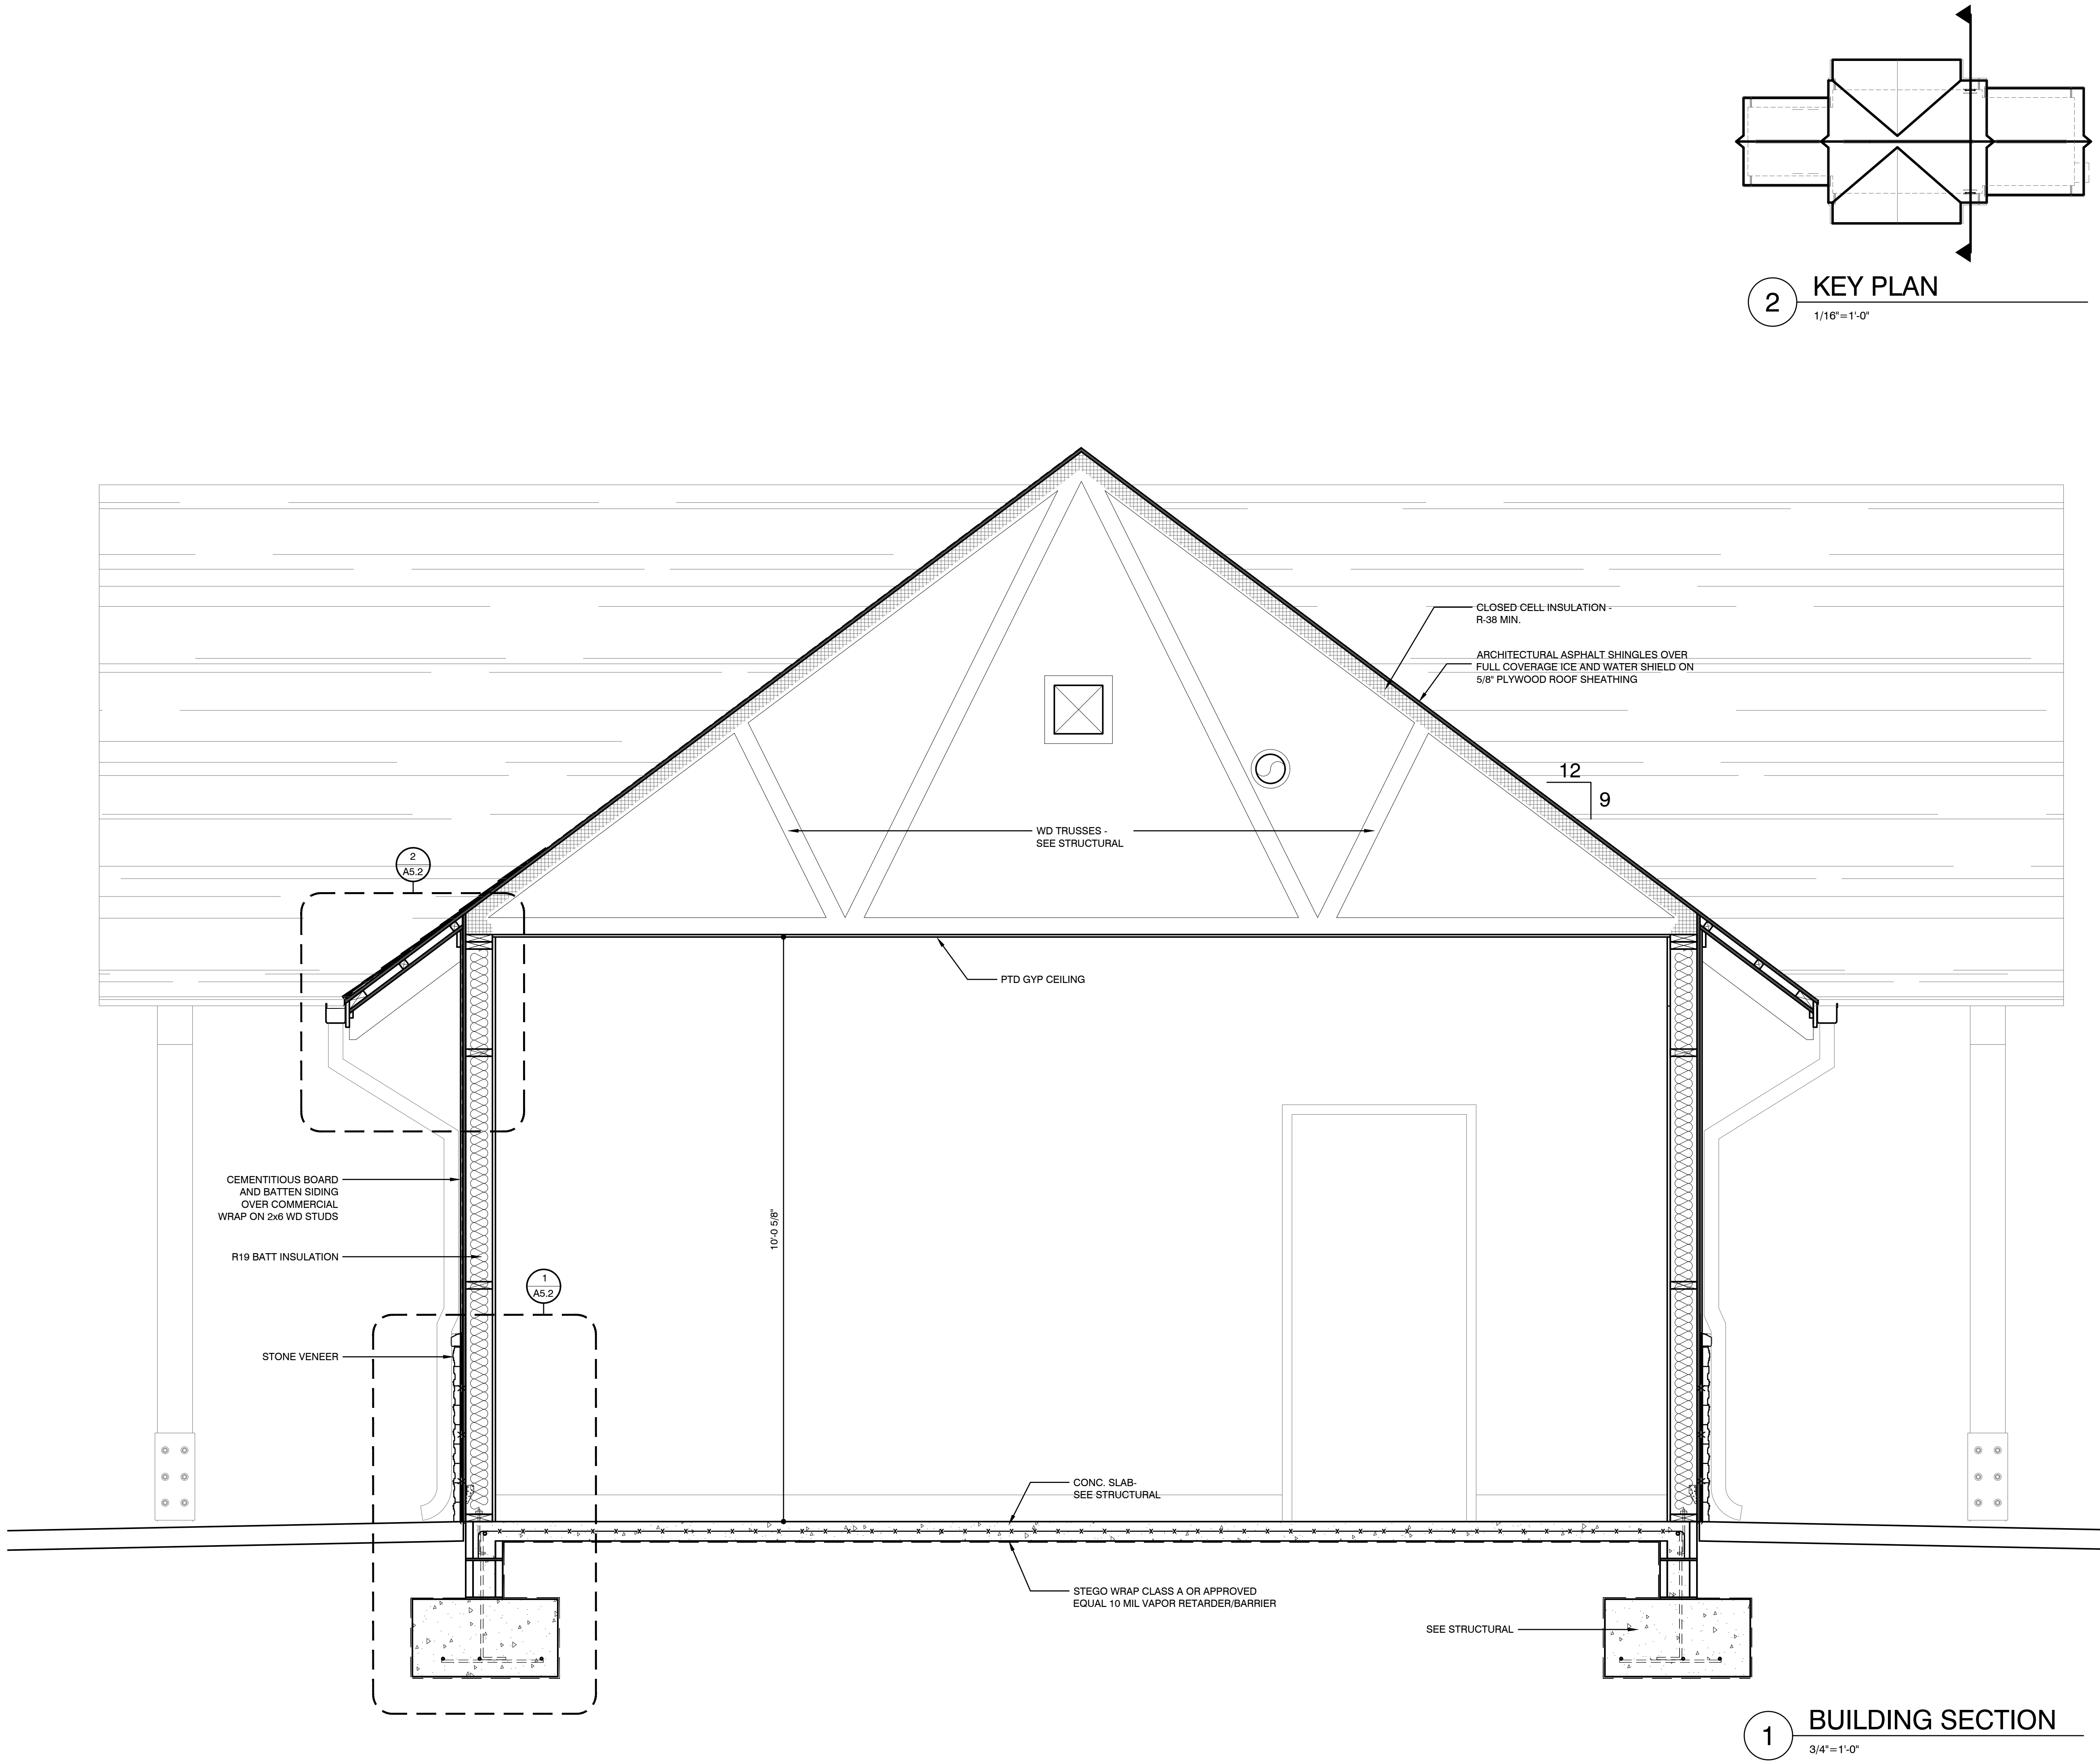 2
KEY PLAN
1/16"=1'-0"
CLOSED CELL INSULATION -
R-38 MIN.
ARCHITECTURAL ASPHALT SHINGLES OVER
FULL COVERAGE ICE AND WATER SHIELD ON
5/8" PLYWOOD ROOF SHEATHING
12
9
WD TRUSSES -
SEE STRUCTURAL
2
A5.2
PTD GYP CEILING
CEMENTITIOUS BOARD
AND BATTEN SIDING
OVER COMMERCIAL
WRAP ON 2x6 WD STUDS
10'-0 5/8"
R19 BATT INSULATION
1
A5.2
STONE VENEER
CONC. SLAB-
SEE STRUCTURAL
STEGO WRAP CLASS A OR APPROVED
EQUAL 10 MIL VAPOR RETARDER/BARRIER
SEE STRUCTURAL
1
BUILDING SECTION
3/4"=1'-0"